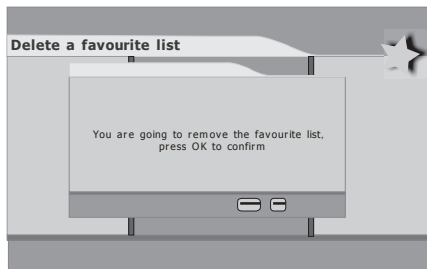 Delete a favourite list
You are going to remove the favourite list,
press OK to confirm